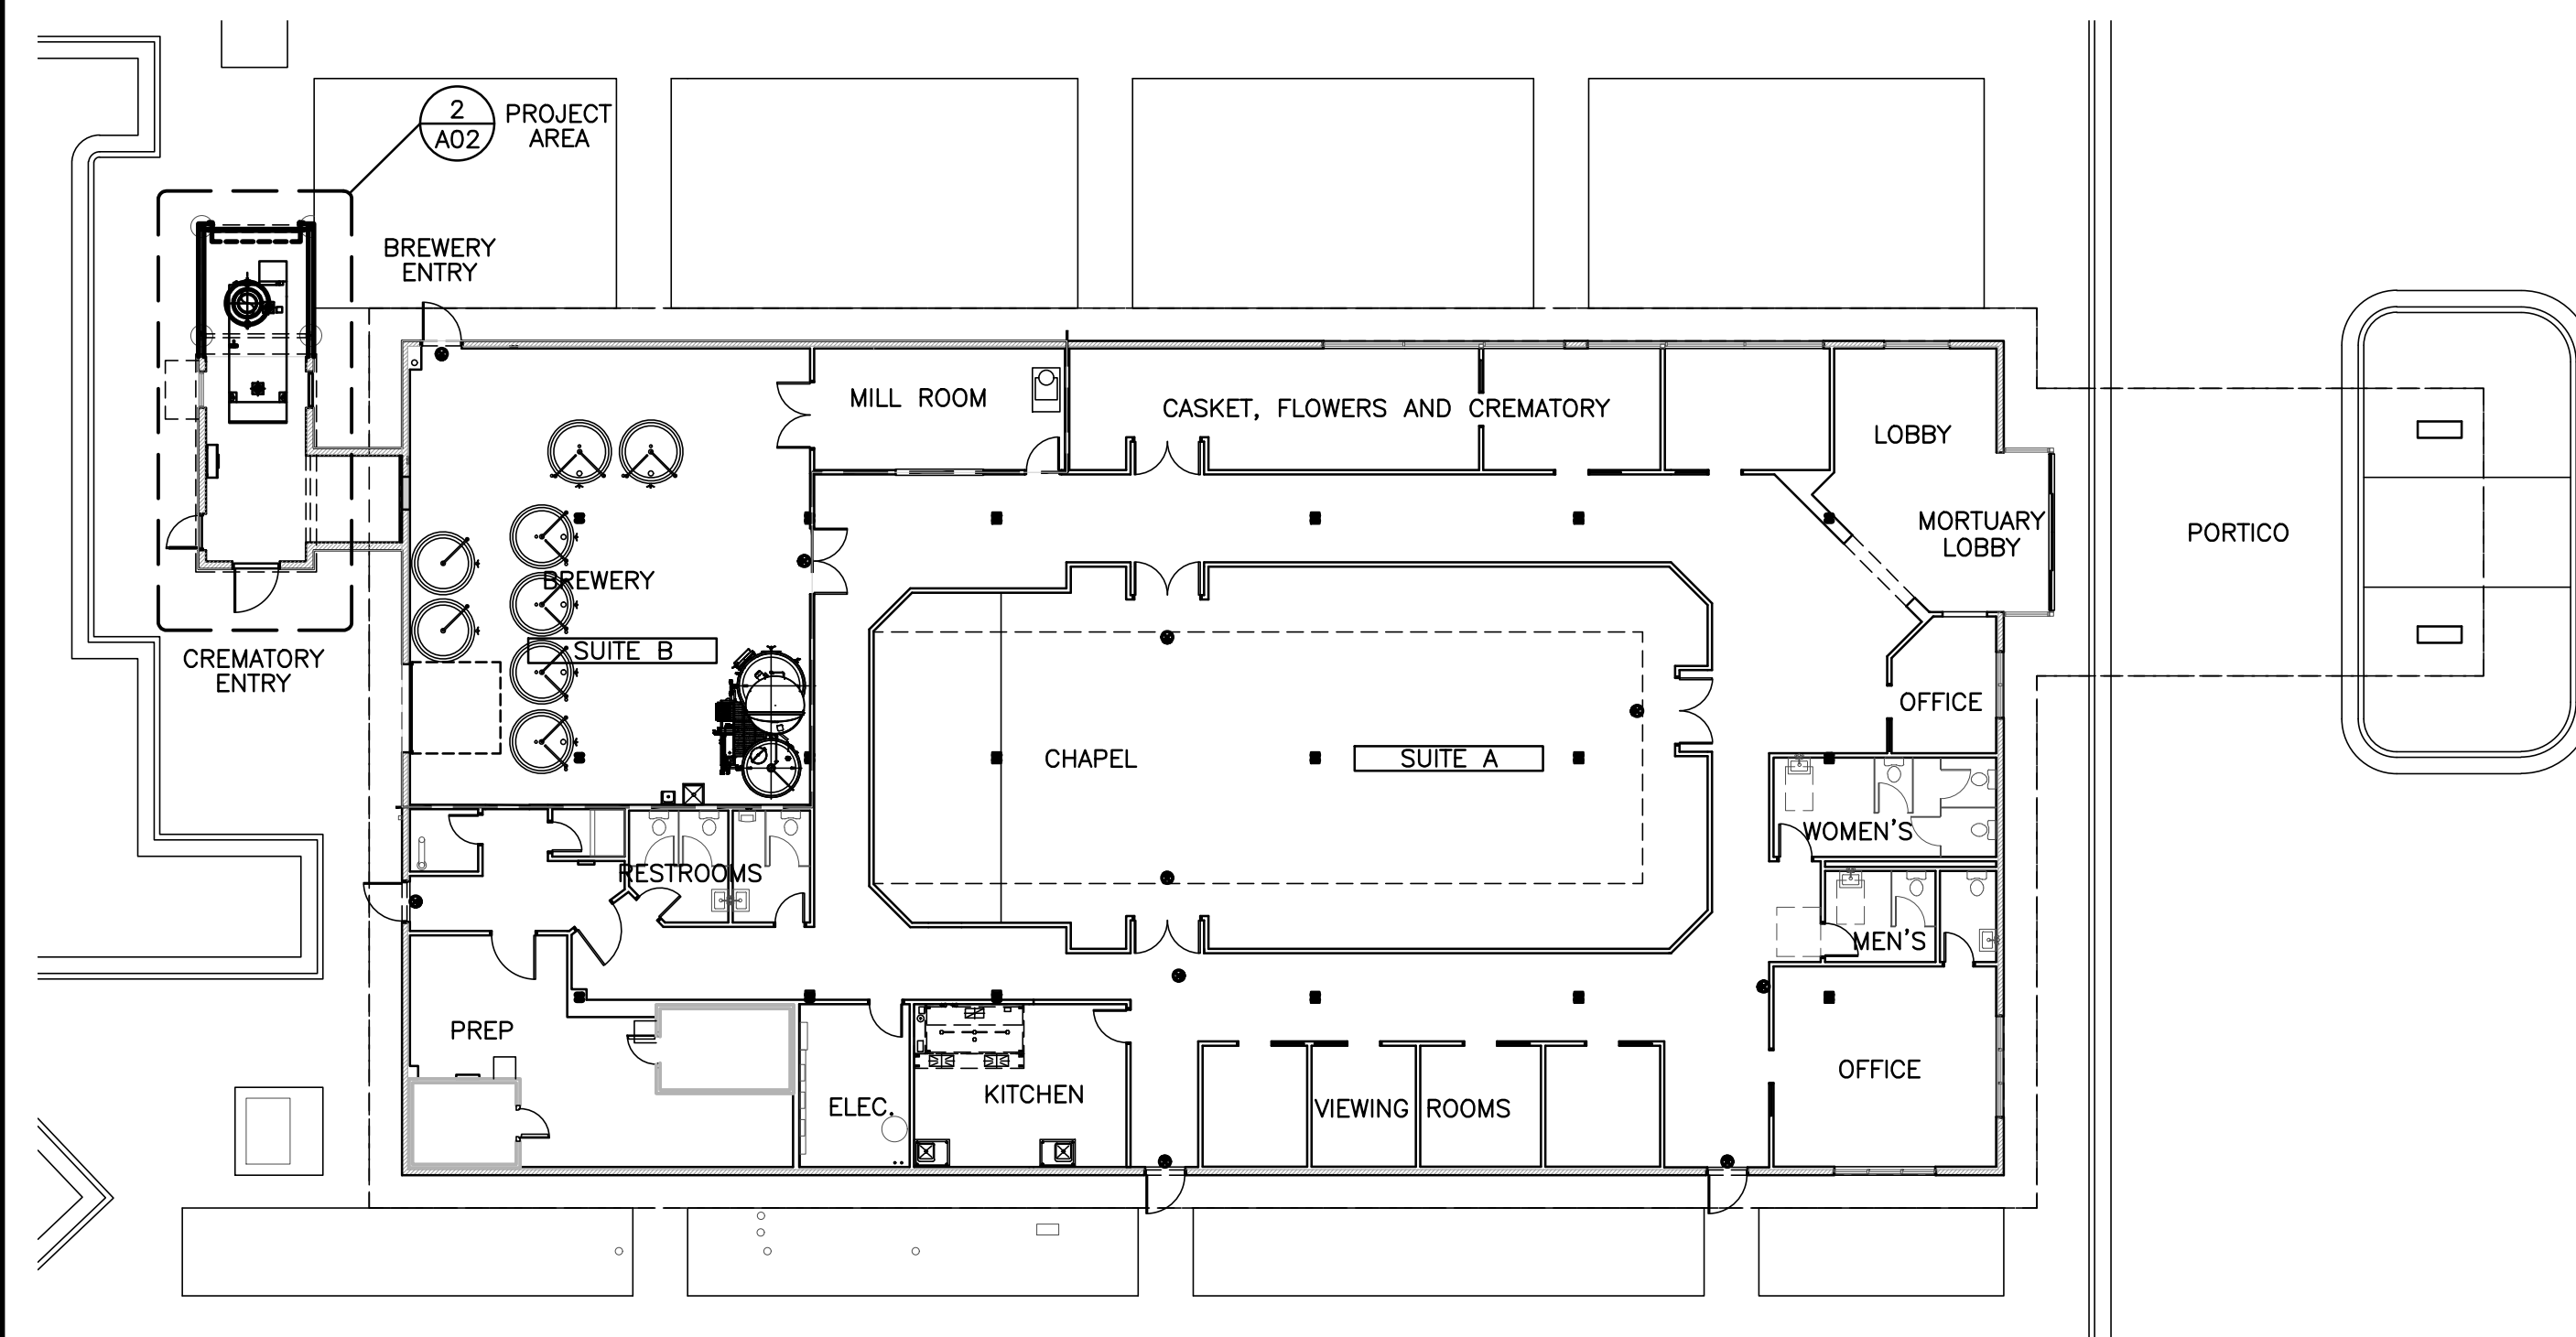 2
A02
PROJECT
AREA
BREWERY
ENTRY
MILL ROOM
CASKET, FLOWERS AND CREMATORY
LOBBY
MORTUARY
LOBBY
PORTICO
BREWERY
SUITE B
CREMATORY
ENTRY
OFFICE
CHAPEL
SUITE A
WOMEN'S
RESTROOMS
MEN'S
PREP
OFFICE
KITCHEN
ELEC.
VIEWING ROOMS